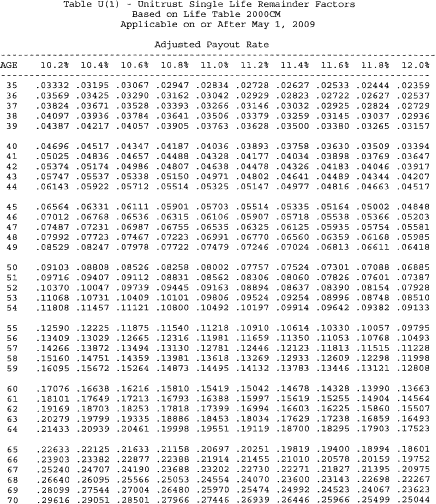 Table U(1) - Unitrust Single Life Remainder Factors
Based on Life Table 2000CM
Applicable on or After May 1, 2009
Adjusted Payout Rate
AGE 10.2% 10.4% 10.6% 10.8% 11.0% 11.2% 11.4% 11.6% 11.8% 12.0%
35 .03332 .03195 .03067 .02947 .02834 .02728 .02627 .02533 .02444 .02359
36 .03569 .03425 .03290 .03162 .03042 .02929 .02823 .02722 .02627 .02537
37 .03824 .03671 .03528 .03393 .03266 .03146 .03032 .02925 .02824 .02729
38 .04097 .03936 .03784 .03641 .03506 .03379 .03259 .03145 .03037 .02936
39 .04387 .04217 .04057 .03905 .03763 .03628 .03500 .03380 .03265 .03157
40 .04696 .04517 .04347 .04187 .04036 .03893 .03758 .03630 .03509 .03394
41 .05025 .04836 .04657 .04488 .04328 .04177 .04034 .03898 .03769 .03647
42 .05374 .05174 .04986 .04807 .04638 .04478 .04326 .04183 .04046 .03917
43 .05747 .05537 .05338 .05150 .04971 .04802 .04641 .04489 .04344 .04207
44 .06143 .05922 .05712 .05514 .05325 .05147 .04977 .04816 .04663 .04517
45 .06564 .06331 .06111 .05901 .05703 .05514 .05335 .05164 .05002 .04848
46 .07012 .06768 .06536 .06315 .06106 .05907 .05718 .05538 .05366 .05203
47 .07487 .07231 .06987 .06755 .06535 .06325 .06125 .05935 .05754 .05581
48 .07992 .07723 .07467 .07223 .06991 .06770 .06560 .06359 .06168 .05985
49 .08529 .08247 .07978 .07722 .07479 .07246 .07024 .06813 .06611 .06418
50 .09103 .08808 .08526 .08258 .08002 .07757 .07524 .07301 .07088 .06885
51 .09716 .09407 .09112 .08831 .08562 .08306 .08060 .07826 .07601 .07387
52 .10370 .10047 .09739 .09445 .09163 .08894 .08637 .08390 .08154 .07928
53 .11068 .10731 .10409 .10101 .09806 .09524 .09254 .08996 .08748 .08510
54 .11808 .11457 .11121 .10800 .10492 .10197 .09914 .09642 .09382 .09133
55 .12590 .12225 .11875 .11540 .11218 .10910 .10614 .10330 .10057 .09795
56 .13409 .13029 .12665 .12316 .11981 .11659 .11350 .11053 .10768 .10493
57 .14266 .13872 .13494 .13130 .12781 .12446 .12123 .11813 .11515 .11228
58 .15160 .14751 .14359 .13981 .13618 .13269 .12933 .12609 .12298 .11998
59 .16095 .15672 .15264 .14873 .14495 .14132 .13783 .13446 .13121 .12808
60 .17076 .16638 .16216 .15810 .15419 .15042 .14678 .14328 .13990 .13663
61 .18101 .17649 .17213 .16793 .16388 .15997 .15619 .15255 .14904 .14564
62 .19169 .18703 .18253 .17818 .17399 .16994 .16603 .16225 .15860 .15507
63 .20279 .19799 .19335 .18886 .18453 .18034 .17629 .17238 .16859 .16493
64 .21433 .20939 .20461 .19998 .19551 .19119 .18700 .18295 .17903 .17523
65 .22633 .22125 .21633 .21158 .20697 .20251 .19819 .19400 .18994 .18601
66 .23903 .23382 .22877 .22388 .21914 .21455 .21010 .20578 .20159 .19752
67 .25240 .24707 .24190 .23688 .23202 .22730 .22271 .21827 .21395 .20975
68 .26640 .26095 .25566 .25053 .24554 .24070 .23600 .23143 .22698 .22267
69 .28099 .27544 .27004 .26480 .25970 .25474 .24992 .24523 .24067 .23623
70 .29616 .29051 .28501 .27966 .27446 .26939 .26446 .25966 .25499 .25044